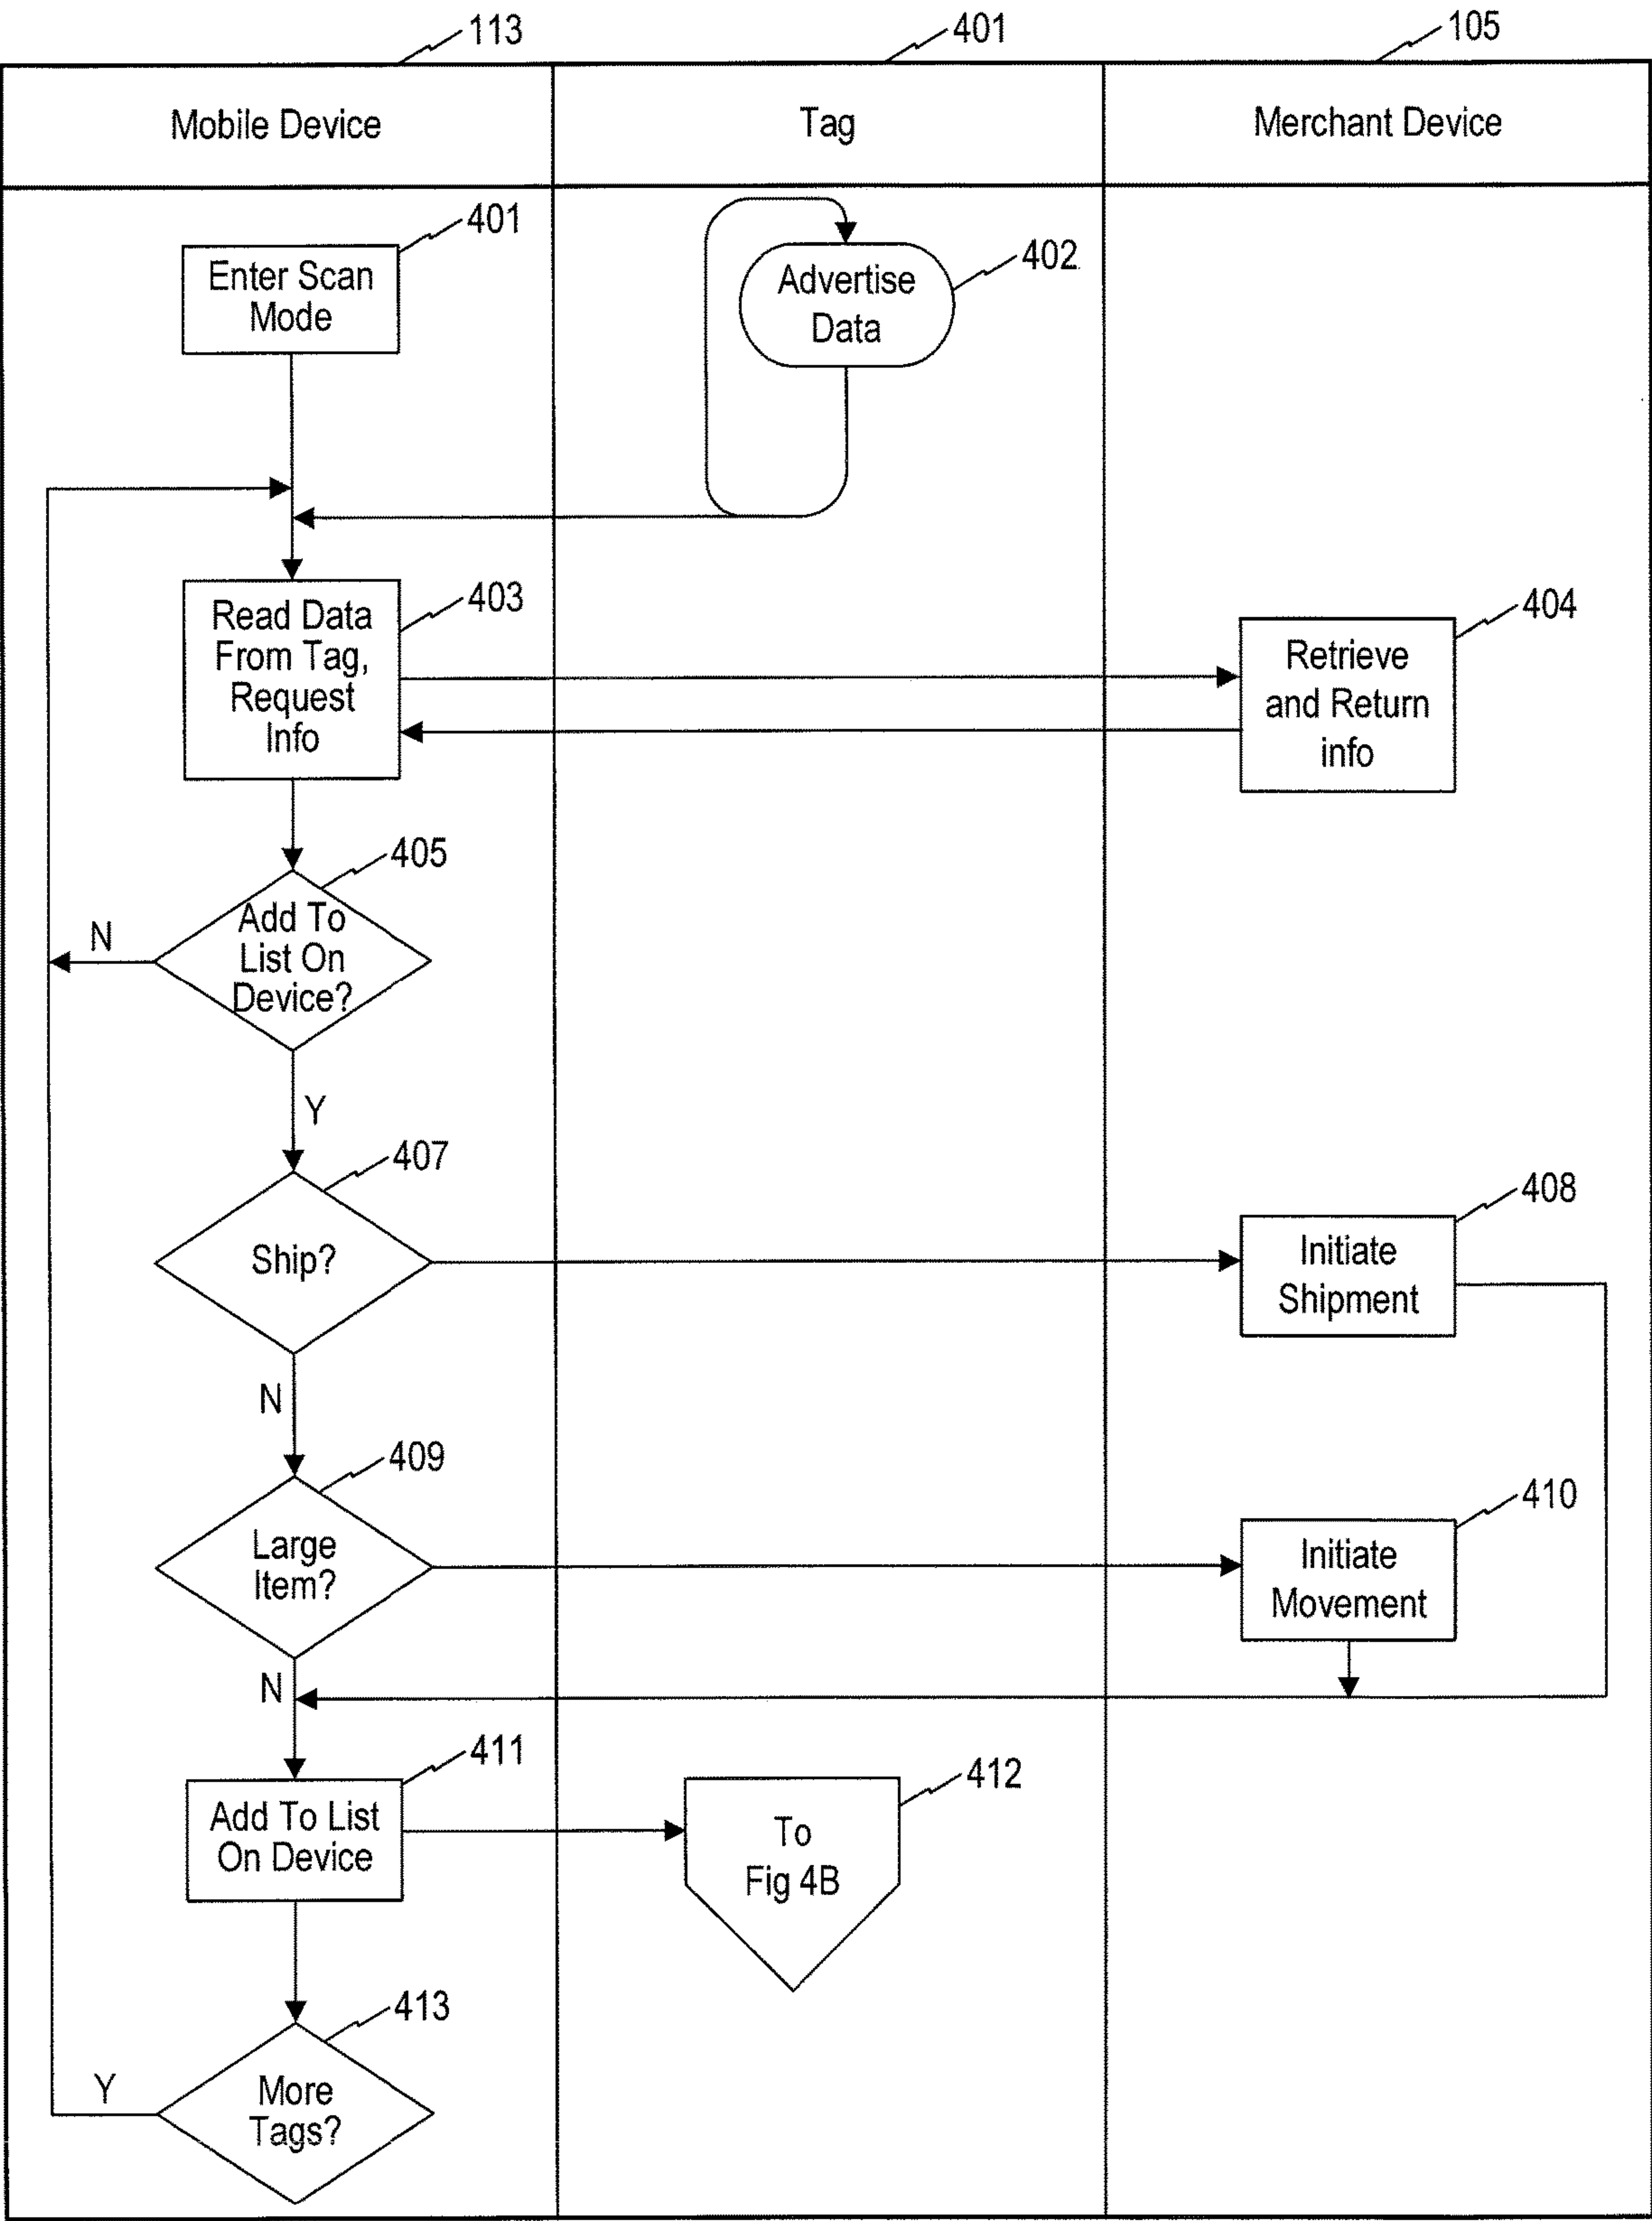 113
401
105
Mobile Device
Tag
Merchant Device
401
Enter Scan
Mode
402
Advertise
Data
403
Read Data
From Tag,
Request
Info
404
Retrieve
and Return
info
405
Add To
List On
Device?
N
Y
407
Ship?
408
Initiate
Shipment
N
409
Large
Item?
410
Initiate
Movement
N
411
Add To List
On Device
412
To
Fig 4B
413
More
Tags?
Y